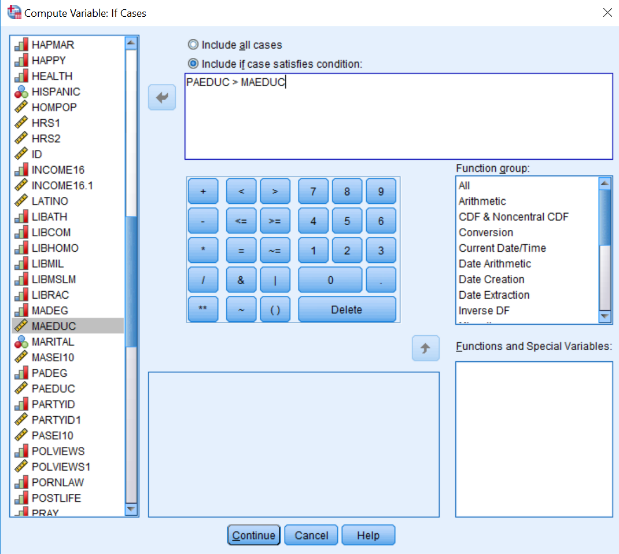 Compute Variable: If Cases
HAPMAR
HAPPY
HEALTH
HISPANIC
HOMPOP
HRS1
HRS2
ID
INCOME16
INCOME16.1
LATINO
LIBATH
LIBCOM
LIBHOMO
LIBMIL
LIBMSLM
LIBRAC
MADEG
MAEDUC
MARITAL
MASEI10
PADEG
PAEDUC
PARTYID
PARTYID1
PASEI10
POLVIEWS
POLVIEWS1
PORNLAW
POSTLIFE
PRAY
Include all cases
Include if case satisfies condition:
PAEDUC > MAEDUC
+ < > 7 8 9
- <= >= 4 5 6
* = ~= 1 2 3
/ & | 0 .
** ~ ( ) Delete
Function group:
All
Arithmetic
CDF & Noncentral CDF
Conversion
Current Date/Time
Date Arithmetic
Date Creation
Date Extraction
Inverse DF
Functions and Special Variables:
Continue Cancel Help